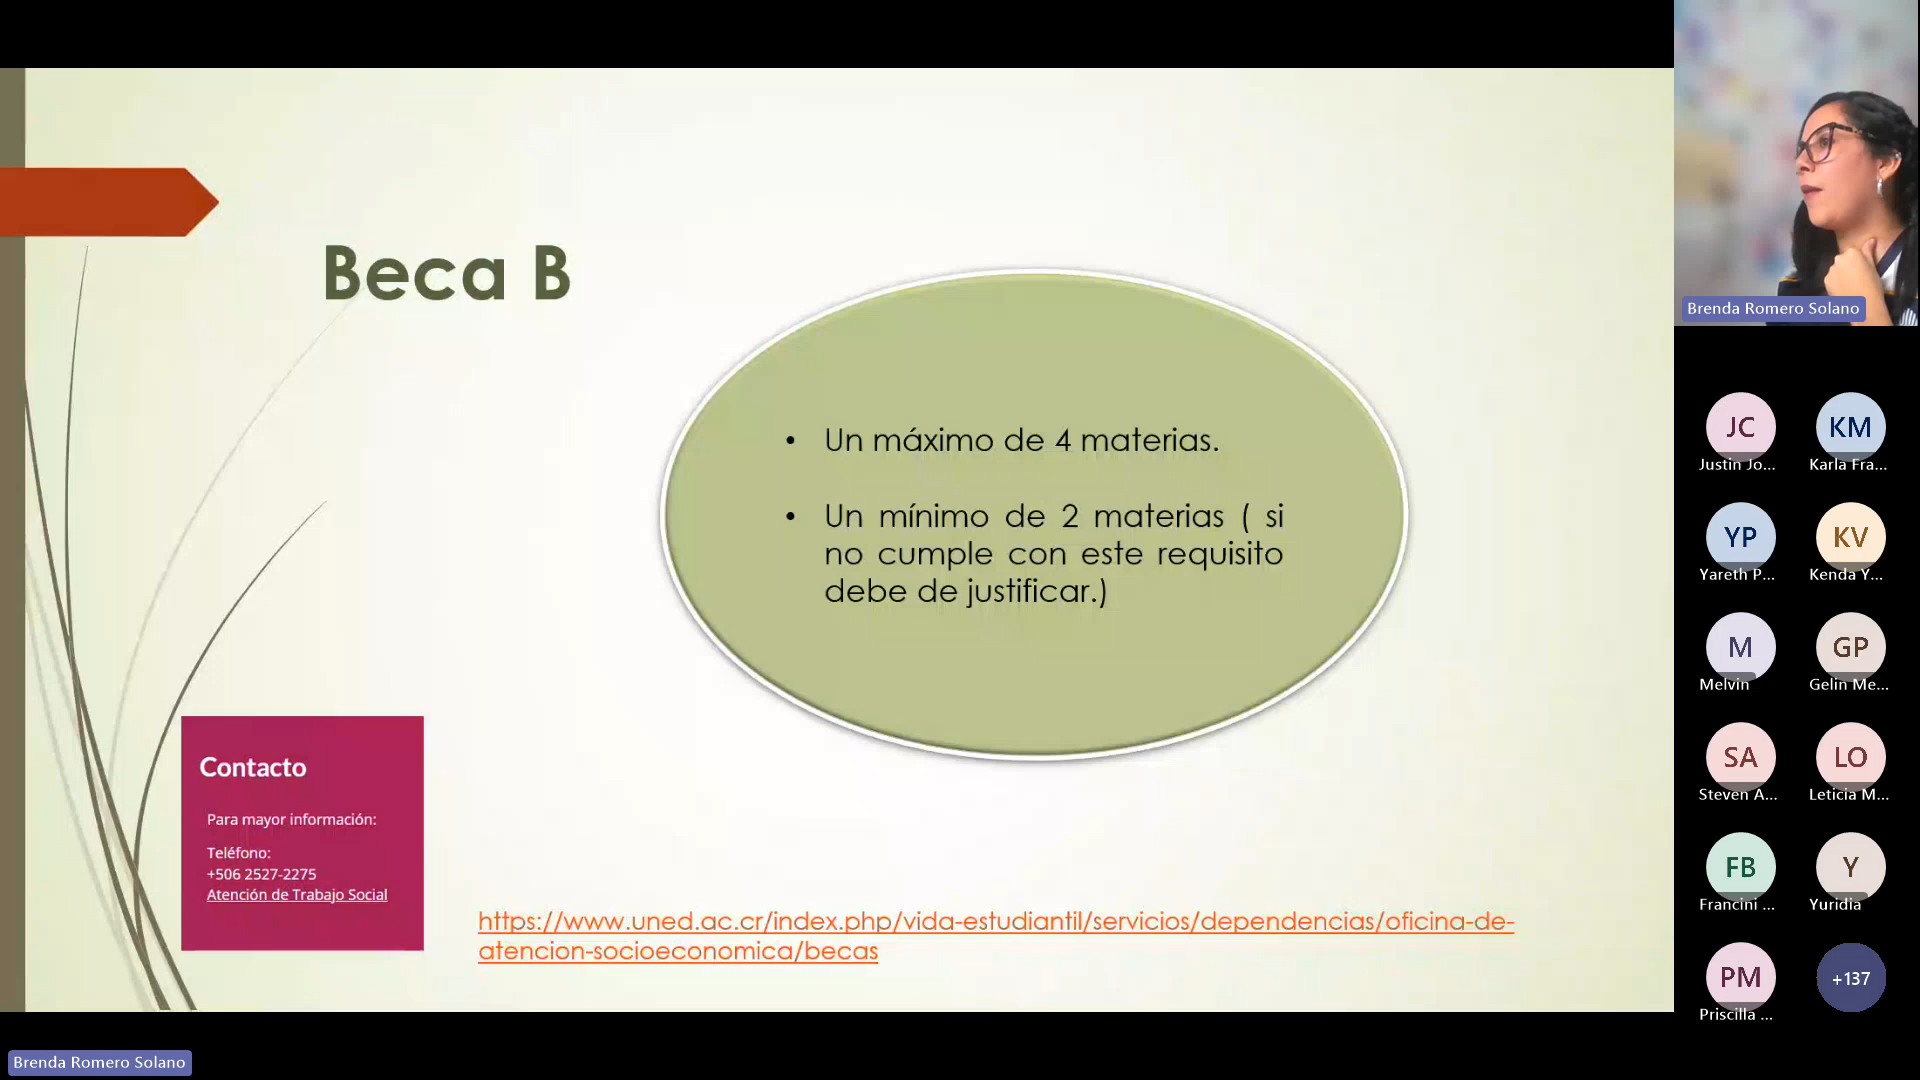 Beca B
• Un máximo de 4 materias.
• Un mínimo de 2 materias ( si
no cumple con este requisito
debe de justificar.)
Contacto
Para mayor información:
Teléfono:
+506 2527-2275
Atención de Trabajo Social
https://www.uned.ac.cr/index.php/vida-estudiantil/servicios/dependencias/oficina-de-
atencion-socioeconomica/becas
Brenda Romero Solano
JC
Justin Jo...
KM
Karla Fra...
YP
Yareth P...
KV
Kenda Y...
M
Melvin
GP
Gelin Me...
SA
Steven A...
LO
Leticia M...
FB
Francini ...
Y
Yuridia
PM
Priscilla ...
+137
Brenda Romero Solano